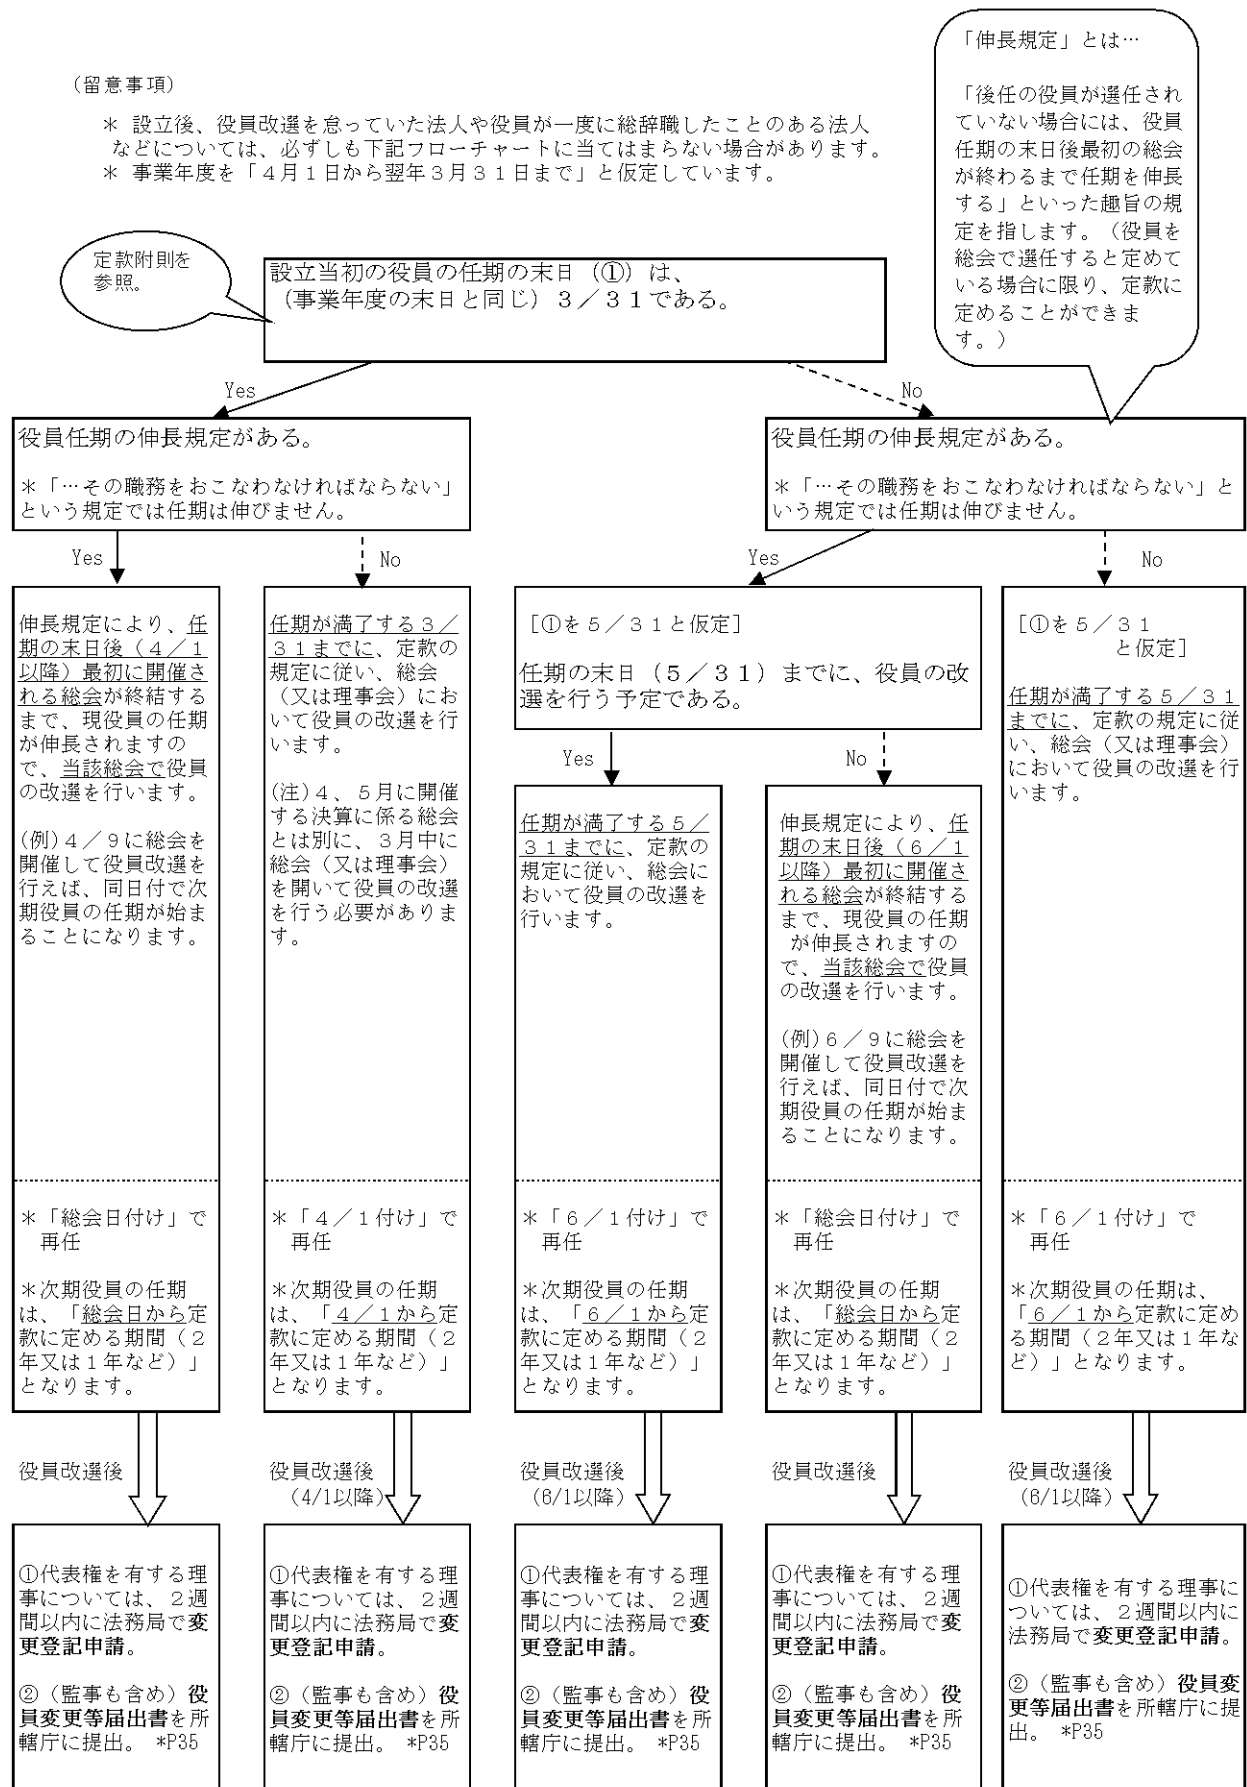 （留意事項）
＊ 設立後、役員改選を怠っていた法人や役員が一度に総辞職したことのある法人
などについては、必ずしも下記フローチャートに当てはまらない場合があります。
＊ 事業年度を「４月１日から翌年３月３１日まで」と仮定しています。
「伸長規定」とは…
「後任の役員が選任され
ていない場合には、役員
任期の末日後最初の総会
が終わるまで任期を伸長
する」といった趣旨の規
定を指します。（役員を
総会で選任すると定めて
いる場合に限り、定款に
定めることができま
す。）
定款附則を
参照。
設立当初の役員の任期の末日（①）は、
（事業年度の末日と同じ）３／３１である。
Yes
No
役員任期の伸長規定がある。
＊「…その職務をおこなわなければならない」
という規定では任期は伸びません。
役員任期の伸長規定がある。
＊「…その職務をおこなわなければならない」と
いう規定では任期は伸びません。
Yes
No
Yes
No
伸長規定により、任
期の末日後（４／１
以降）最初に開催さ
れる総会が終結する
まで、現役員の任期
が伸長されますの
で、当該総会で役員
の改選を行います。
(例)４／９に総会を
開催して役員改選を
行えば、同日付で次
期役員の任期が始ま
ることになります。
＊「総会日付け」で
再任
＊次期役員の任期
は、「総会日から定
款に定める期間（２
年又は１年など）」
となります。
任期が満了する３／
３１までに、定款の
規定に従い、総会
（又は理事会）にお
いて役員の改選を行
います。
(注)４、５月に開催
する決算に係る総会
とは別に、３月中に
総会（又は理事会）
を開いて役員の改選
を行う必要がありま
す。
＊「４／１付け」で
再任
＊次期役員の任期
は、「４／１から定
款に定める期間（２
年又は１年など）」
となります。
［①を５／３１と仮定］
任期の末日（５／３１）までに、役員の改
選を行う予定である。
Yes
No
任期が満了する５／
３１までに、定款の
規定に従い、総会に
おいて役員の改選を
行います。
＊「６／１付け」で
再任
＊次期役員の任期
は、「６／１から定
款に定める期間（２
年又は１年など）」
となります。
伸長規定により、任
期の末日後（６／１
以降）最初に開催さ
れる総会が終結する
まで、現役員の任期
が伸長されますの
で、当該総会で役員
の改選を行います。
(例)６／９に総会を
開催して役員改選を
行えば、同日付で次
期役員の任期が始ま
ることになります。
＊「総会日付け」で
再任
＊次期役員の任期
は、「総会日から定
款に定める期間（２
年又は１年など）」
となります。
［①を５／３１
と仮定］
任期が満了する５／３１
までに、定款の規定に従
い、総会（又は理事会）
において役員の改選を行
います。
＊「６／１付け」で
再任
＊次期役員の任期は、
「６／１から定款に定め
る期間（２年又は１年な
ど）」となります。
役員改選後
役員改選後
（4/1以降）
役員改選後
（6/1以降）
役員改選後
役員改選後
（6/1以降）
①代表権を有する理
事については、２週
間以内に法務局で変
更登記申請。
②（監事も含め）役
員変更等届出書を所
轄庁に提出。 *P35
①代表権を有する理
事については、２週
間以内に法務局で変
更登記申請。
②（監事も含め）役
員変更等届出書を所
轄庁に提出。 *P35
①代表権を有する理
事については、２週
間以内に法務局で変
更登記申請。
②（監事も含め）役
員変更等届出書を所
轄庁に提出。 *P35
①代表権を有する理
事については、２週
間以内に法務局で変
更登記申請。
②（監事も含め）役
員変更等届出書を所
轄庁に提出。 *P35
①代表権を有する理事に
ついては、２週間以内に
法務局で変更登記申請。
②（監事も含め）役員変
更等届出書を所轄庁に提
出。 *P35